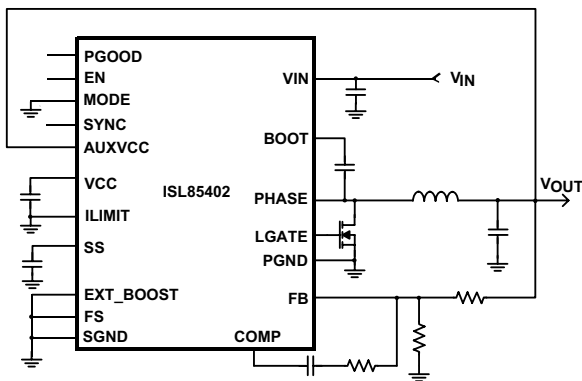 PGOOD
EN
MODE
SYNC
AUXVCC
VCC
ILIMIT
SS
EXT_BOOST
FS
SGND
ISL85402
COMP
VIN
BOOT
PHASE
LGATE
PGND
FB
VIN
VOUT